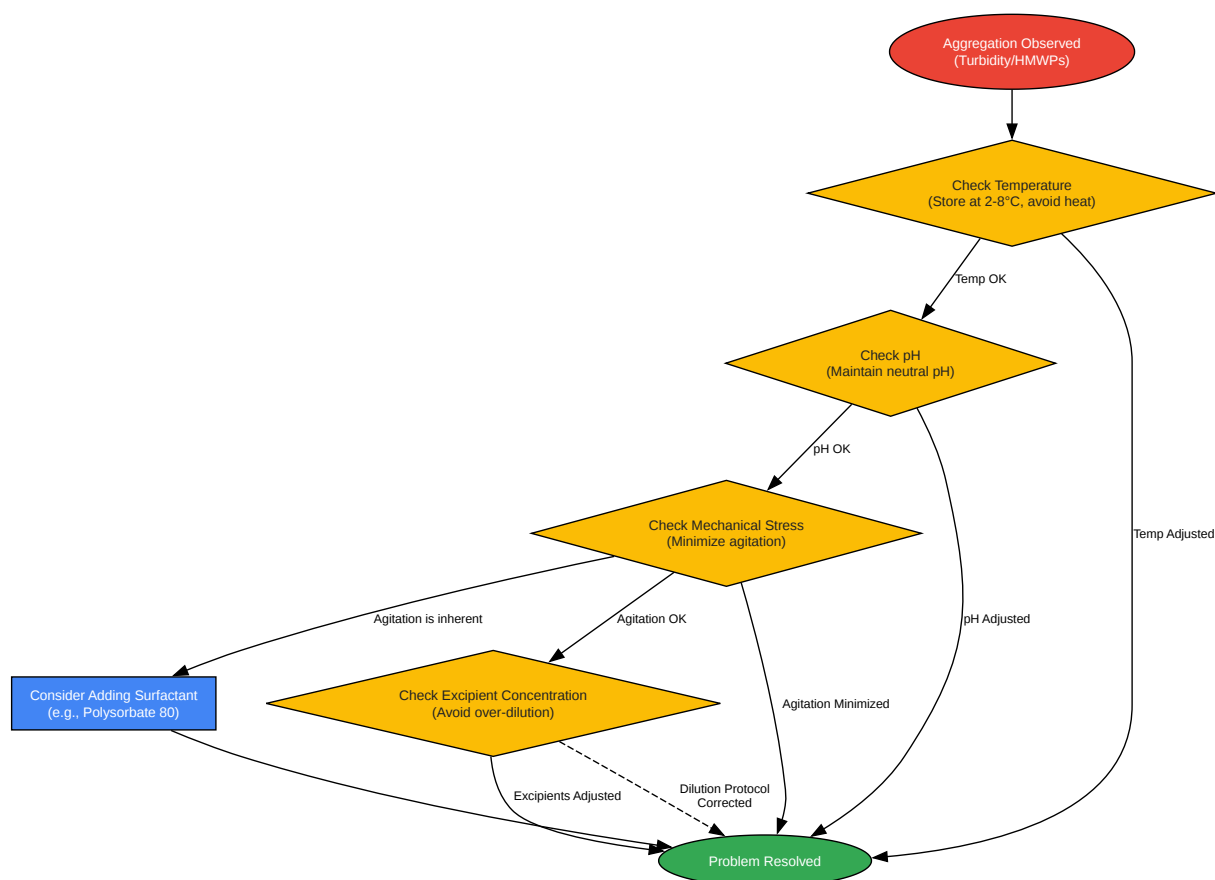 Aggregation Observed
(Turbidity/HMWPs)
Check Temperature
(Store at 2-8°C, avoid heat)
Temp OK
Check pH
(Maintain neutral pH)
pH OK
Check Mechanical Stress
(Minimize agitation)
Temp Adjusted
Agitation is inherent
Agitation OK
pH Adjusted
Consider Adding Surfactant
(e.g., Polysorbate 80)
Check Excipient Concentration
(Avoid over-dilution)
Agitation Minimized
Excipients Adjusted
Dilution Protocol
Corrected
Problem Resolved